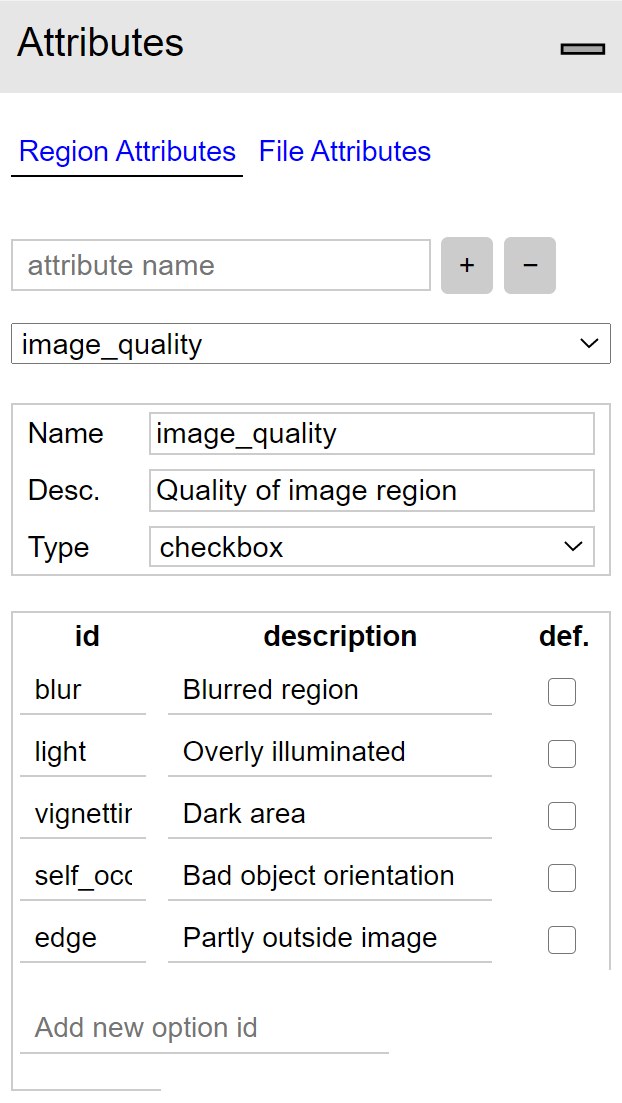 Attributes
Region Attributes File Attributes
attribute name + −
image_quality
Name image_quality
Desc. Quality of image region
Type checkbox
id description def.
blur Blurred region
light Overly illuminated
Dark area
Bad object orientation
edge Partly outside image
Add new option id